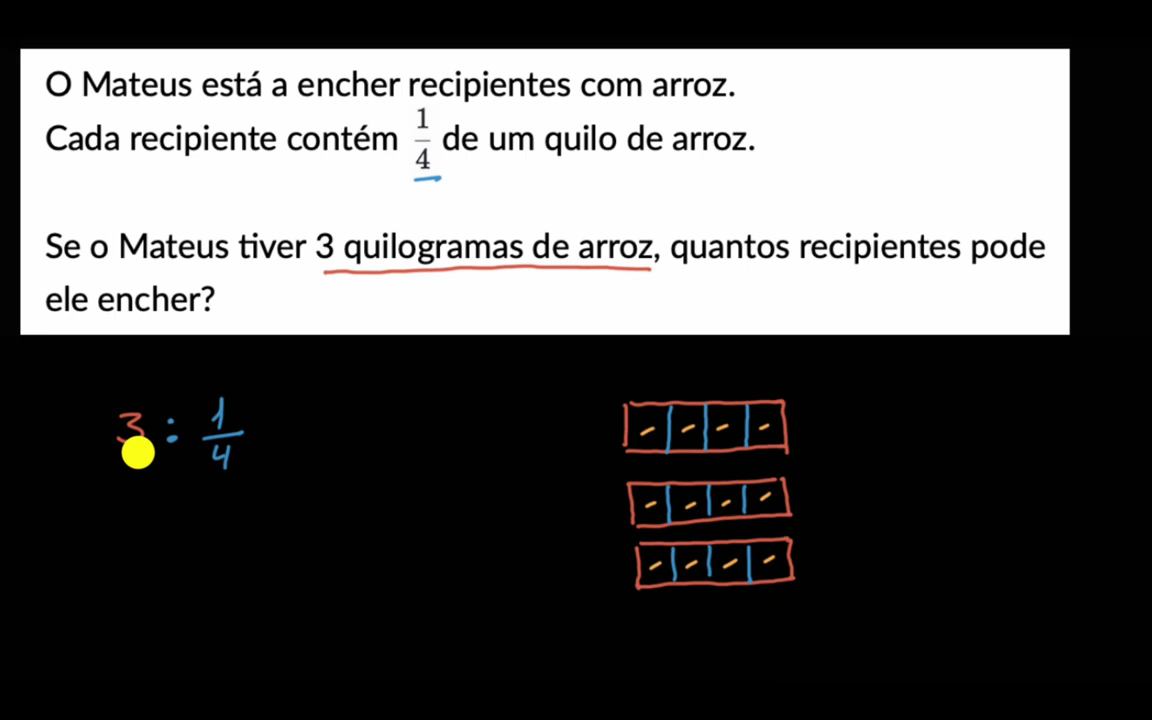 O Mateus está a encher recipientes com arroz.
Cada recipiente contém 1/4 de um quilo de arroz.
Se o Mateus tiver 3 quilogramas de arroz, quantos recipientes pode
ele encher?
3 : 1/4